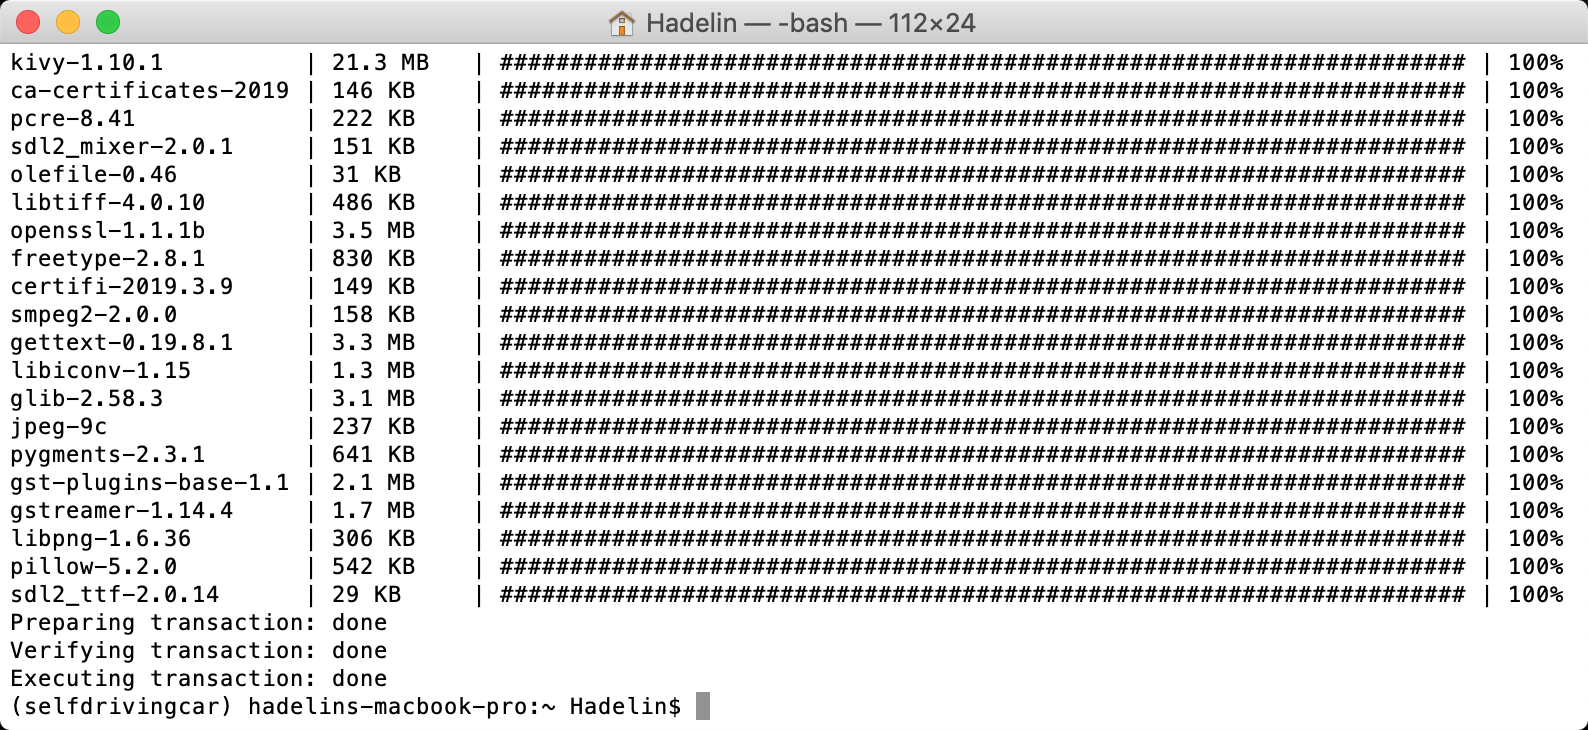 Hadelin — -bash — 112×24
kivy-1.10.1 | 21.3 MB | ##################################################################### | 100%
ca-certificates-2019 | 146 KB | ##################################################################### | 100%
pcre-8.41 | 222 KB | ##################################################################### | 100%
sdl2_mixer-2.0.1 | 151 KB | ##################################################################### | 100%
olefile-0.46 | 31 KB | ##################################################################### | 100%
libtiff-4.0.10 | 486 KB | ##################################################################### | 100%
openssl-1.1.1b | 3.5 MB | ##################################################################### | 100%
freetype-2.8.1 | 830 KB | ##################################################################### | 100%
certifi-2019.3.9 | 149 KB | ##################################################################### | 100%
smpeg2-2.0.0 | 158 KB | ##################################################################### | 100%
gettext-0.19.8.1 | 3.3 MB | ##################################################################### | 100%
libiconv-1.15 | 1.3 MB | ##################################################################### | 100%
glib-2.58.3 | 3.1 MB | ##################################################################### | 100%
jpeg-9c | 237 KB | ##################################################################### | 100%
pygments-2.3.1 | 641 KB | ##################################################################### | 100%
gst-plugins-base-1.1 | 2.1 MB | ##################################################################### | 100%
gstreamer-1.14.4 | 1.7 MB | ##################################################################### | 100%
libpng-1.6.36 | 306 KB | ##################################################################### | 100%
pillow-5.2.0 | 542 KB | ##################################################################### | 100%
sdl2_ttf-2.0.14 | 29 KB | ##################################################################### | 100%
Preparing transaction: done
Verifying transaction: done
Executing transaction: done
(selfdrivingcar) hadelins-macbook-pro:~ Hadelin$